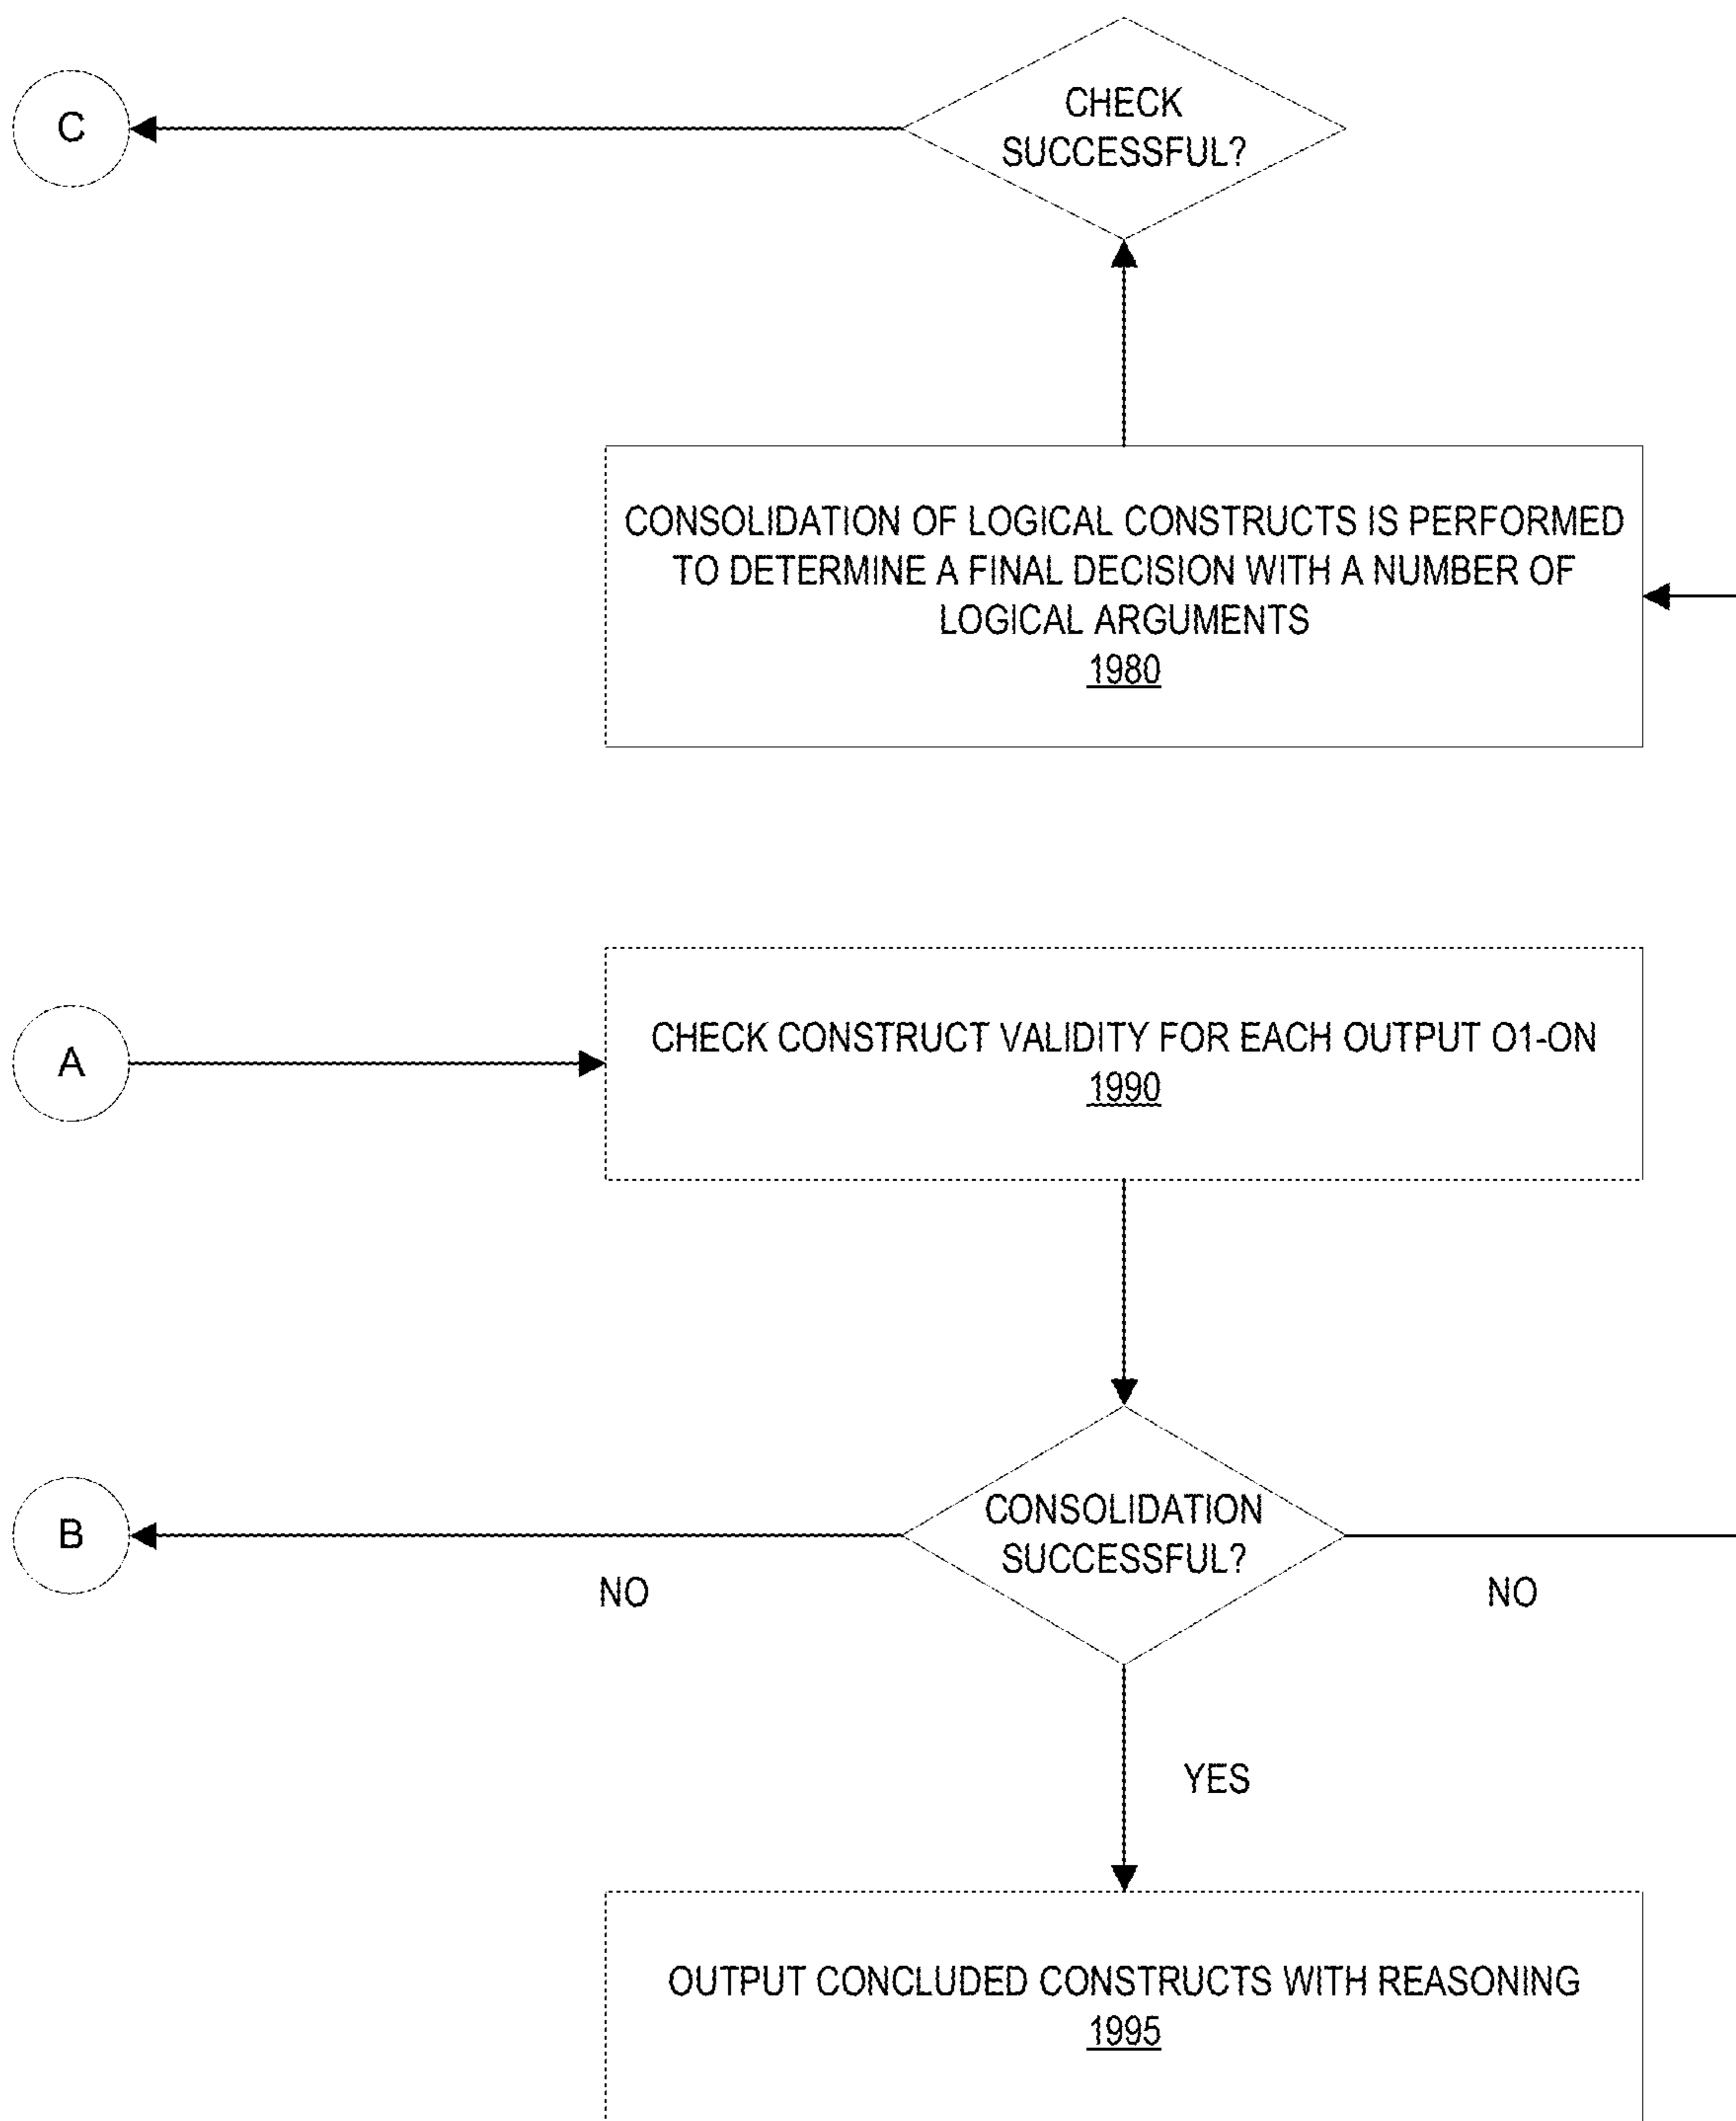 C
CHECK
SUCCESSFUL?
CONSOLIDATION OF LOGICAL CONSTRUCTS IS PERFORMED
TO DETERMINE A FINAL DECISION WITH A NUMBER OF
LOGICAL ARGUMENTS
1980
A
CHECK CONSTRUCT VALIDITY FOR EACH OUTPUT O1-ON
1990
B
CONSOLIDATION
SUCCESSFUL?
NO
NO
YES
OUTPUT CONCLUDED CONSTRUCTS WITH REASONING
1995